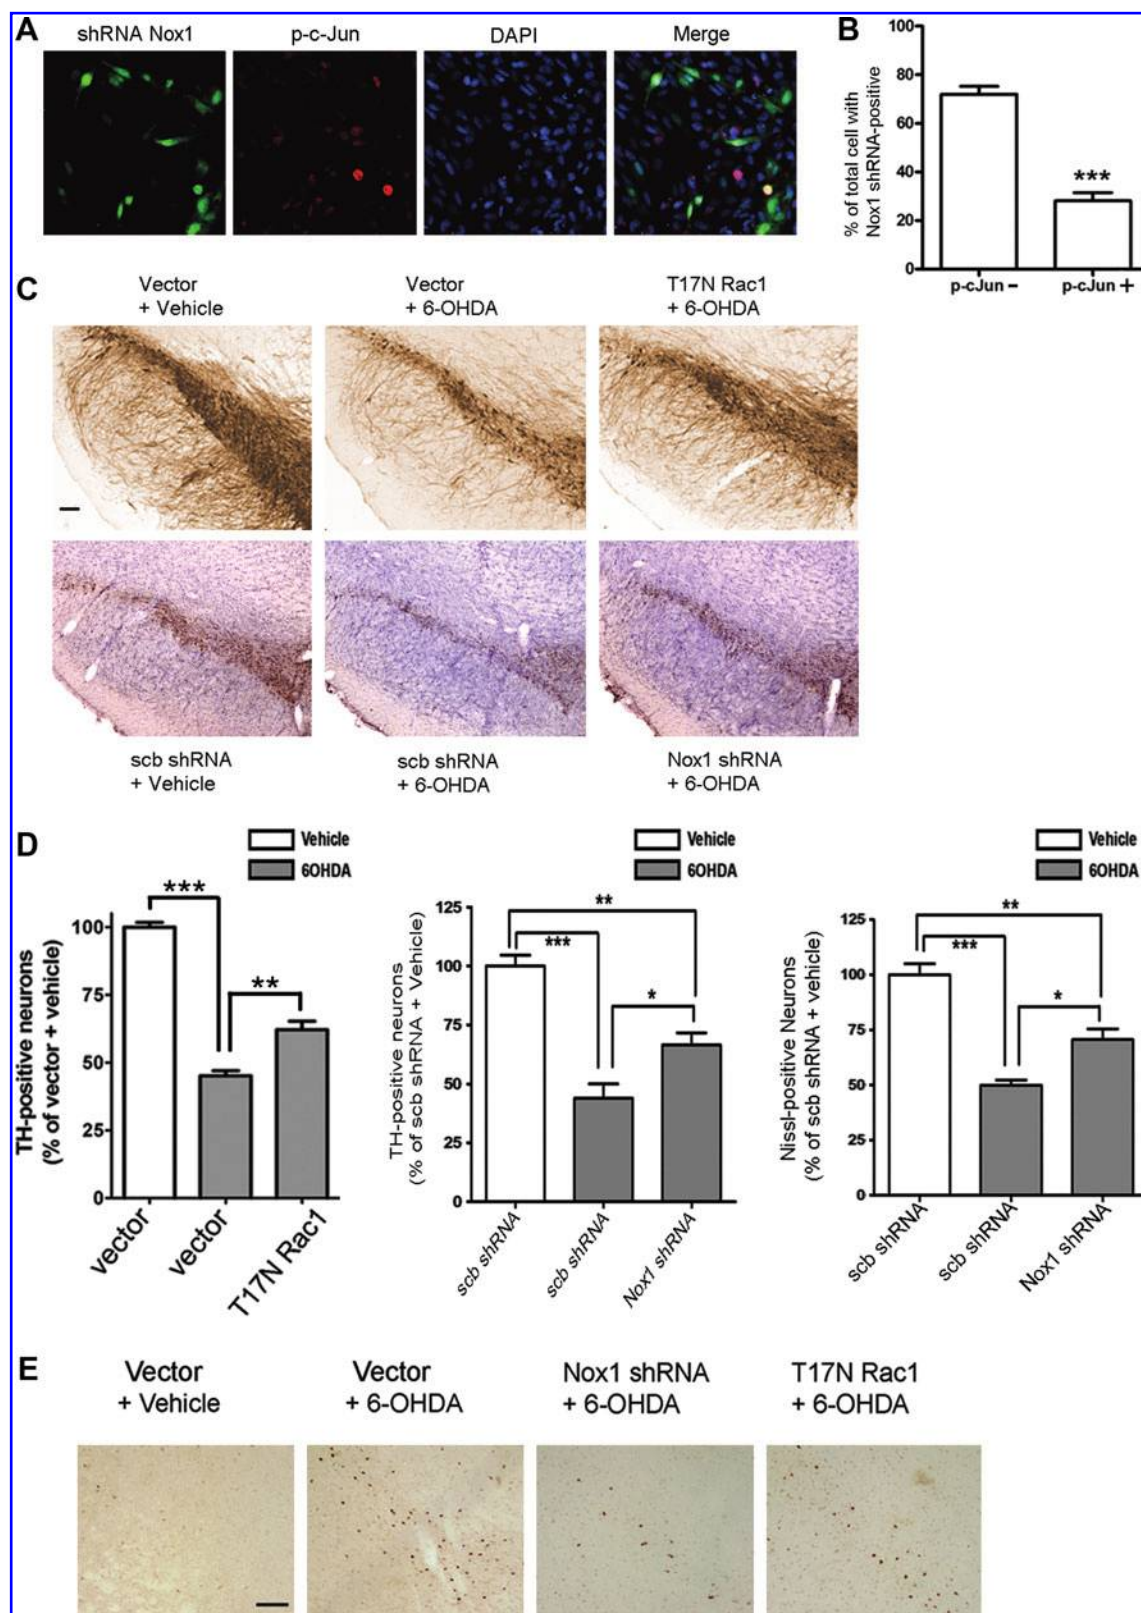 A
shRNA Nox1
p-c-Jun
DAPI
Merge
B
% of total cell with
Nox1 shRNA-positive
100
80
60
40
20
0
***
p-cJun -
p-cJun +
C
Vector
+ Vehicle
Vector
+ 6-OHDA
T17N Rac1
+ 6-OHDA
scb shRNA
+ Vehicle
scb shRNA
+ 6-OHDA
Nox1 shRNA
+ 6-OHDA
D
Vehicle
6OHDA
TH-positive neurons
(% of vector + vehicle)
100
75
50
25
0
***
**
vector
vector
T17N Rac1
Vehicle
6OHDA
TH-positive neurons
(% of scb shRNA + Vehicle)
125
100
75
50
25
0
**
***
*
scb shRNA
scb shRNA
Nox1 shRNA
Vehicle
6OHDA
Nissl-positive Neurons
(% of scb shRNA + vehicle)
125
100
75
50
25
0
**
***
*
scb shRNA
scb shRNA
Nox1 shRNA
E
Vector
+ Vehicle
Vector
+ 6-OHDA
Nox1 shRNA
+ 6-OHDA
T17N Rac1
+ 6-OHDA